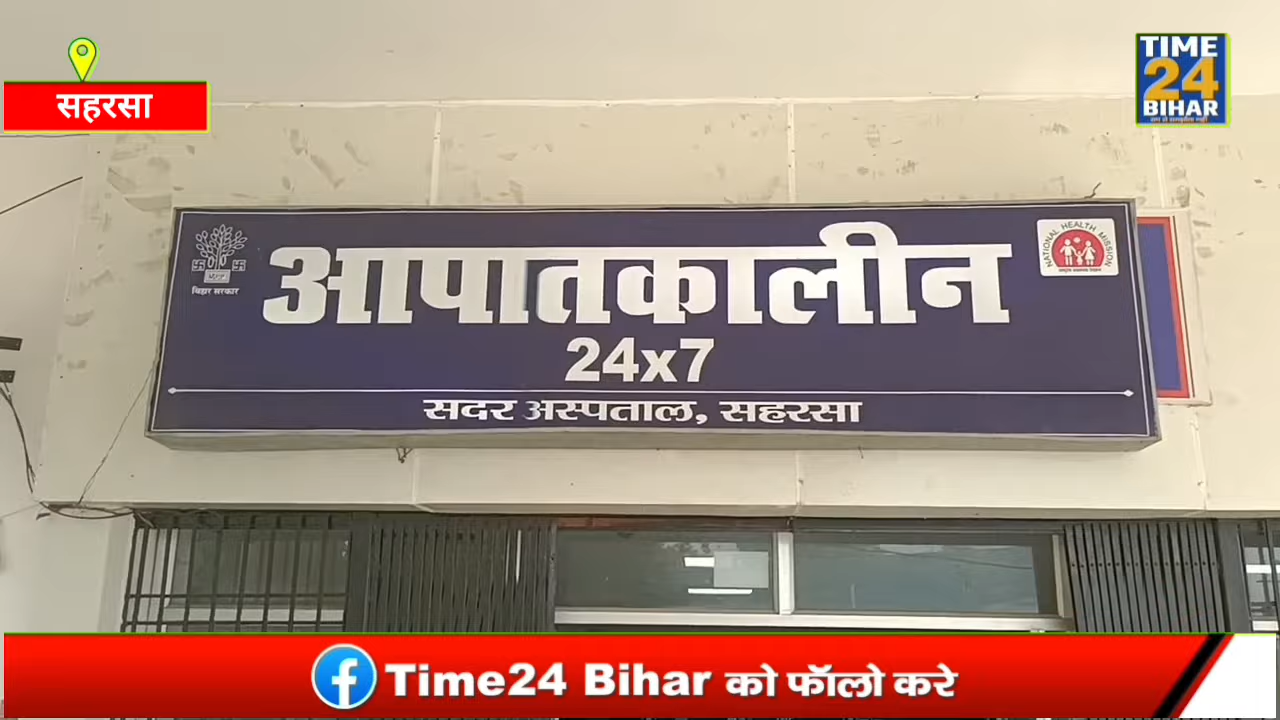 सहरसा
TIME
24
BIHAR
आपातकालीन
24x7
सदर अस्पताल, सहरसा
बिहार सरकार
NATIONAL HEALTH MISSION
Time24 Bihar को फॉलो करे